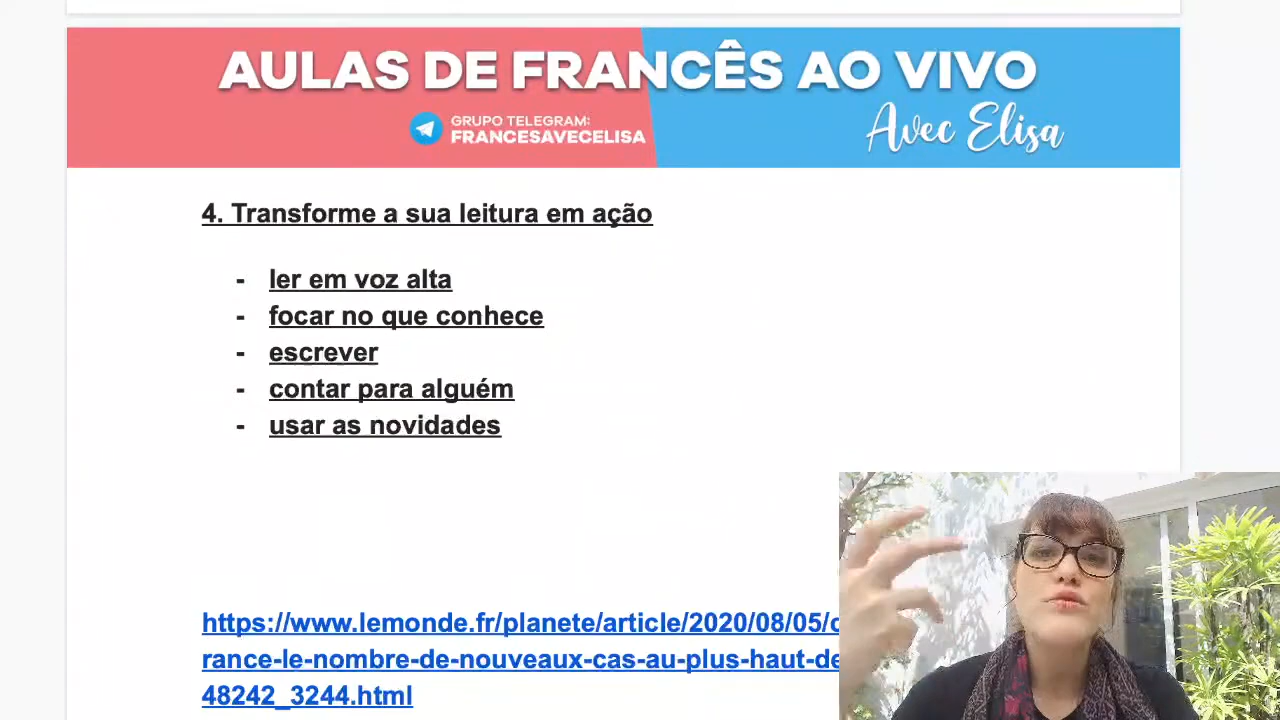 AULAS DE FRANCÊS AO VIVO
GRUPO TELEGRAM:
FRANCESAVECELISA
Avec Elisa
4. Transforme a sua leitura em ação
- ler em voz alta
- focar no que conhece
- escrever
- contar para alguém
- usar as novidades
https://www.lemonde.fr/planete/article/2020/08/05/
rance-le-nombre-de-nouveaux-cas-au-plus-haut-de
48242_3244.html